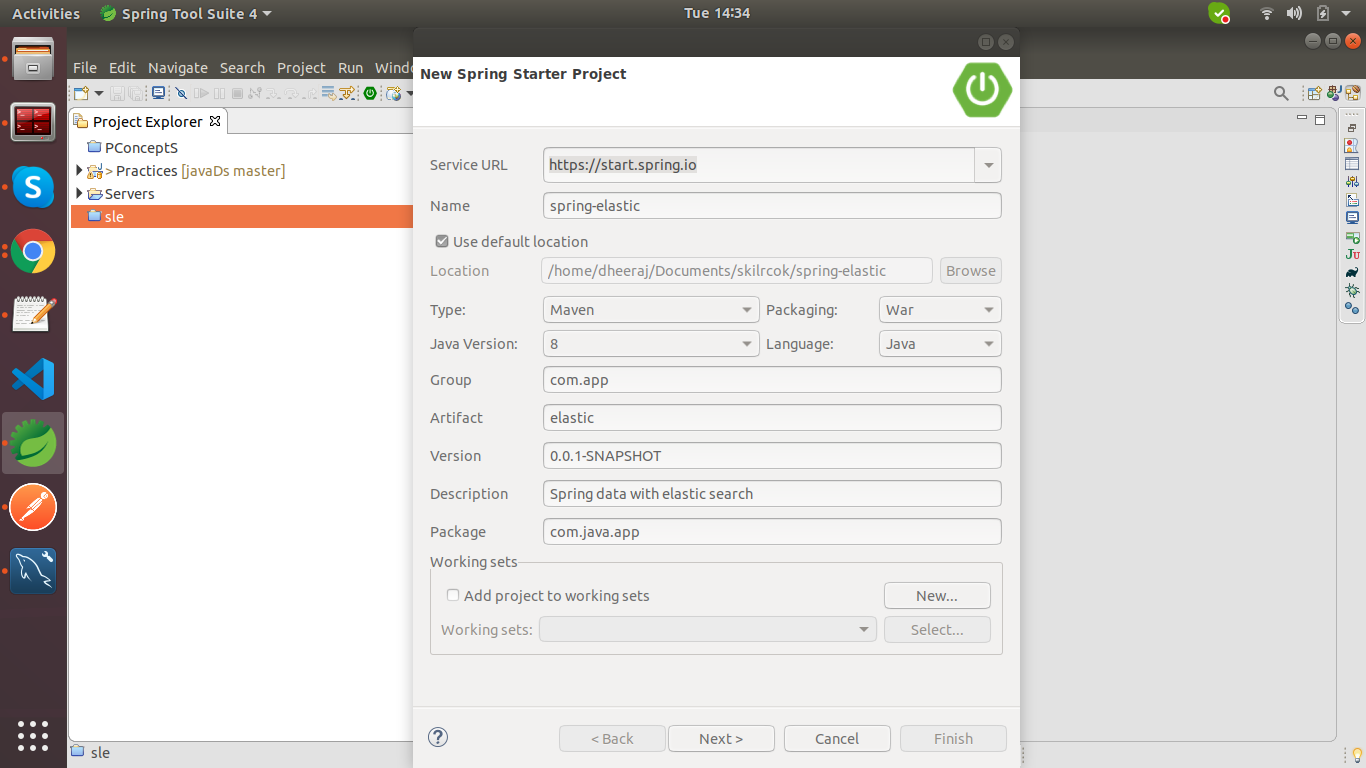 Activities Spring Tool Suite 4 Tue 14:34
File Edit Navigate Search Project Run
New Spring Starter Project
Project Explorer
PConceptS
> Practices [javaDs master]
Servers
sle
Service URL https://start.spring.io
Name spring-elastic
Use default location
Location /home/dheeraj/Documents/skilrcok/spring-elastic Browse
Type: Maven Packaging: War
Java Version: 8 Language: Java
Group com.app
Artifact elastic
Version 0.0.1-SNAPSHOT
Description Spring data with elastic search
Package com.java.app
Working sets
Add project to working sets New...
Working sets: Select...
< Back Next > Cancel Finish
sle